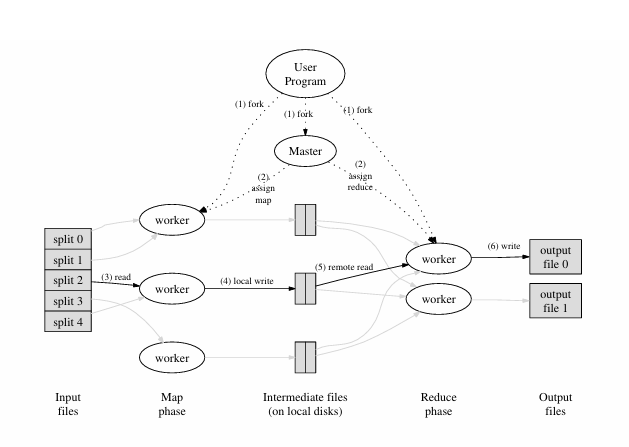 User
Program
(1) fork
(1) fork
(1) fork
Master
(2)
assign
map
(2)
assign
reduce
worker
split 0
split 1
split 2
split 3
split 4
(3) read
worker
(4) local write
(5) remote read
worker
(6) write
output
file 0
worker
output
file 1
worker
Input
files
Map
phase
Intermediate files
(on local disks)
Reduce
phase
Output
files